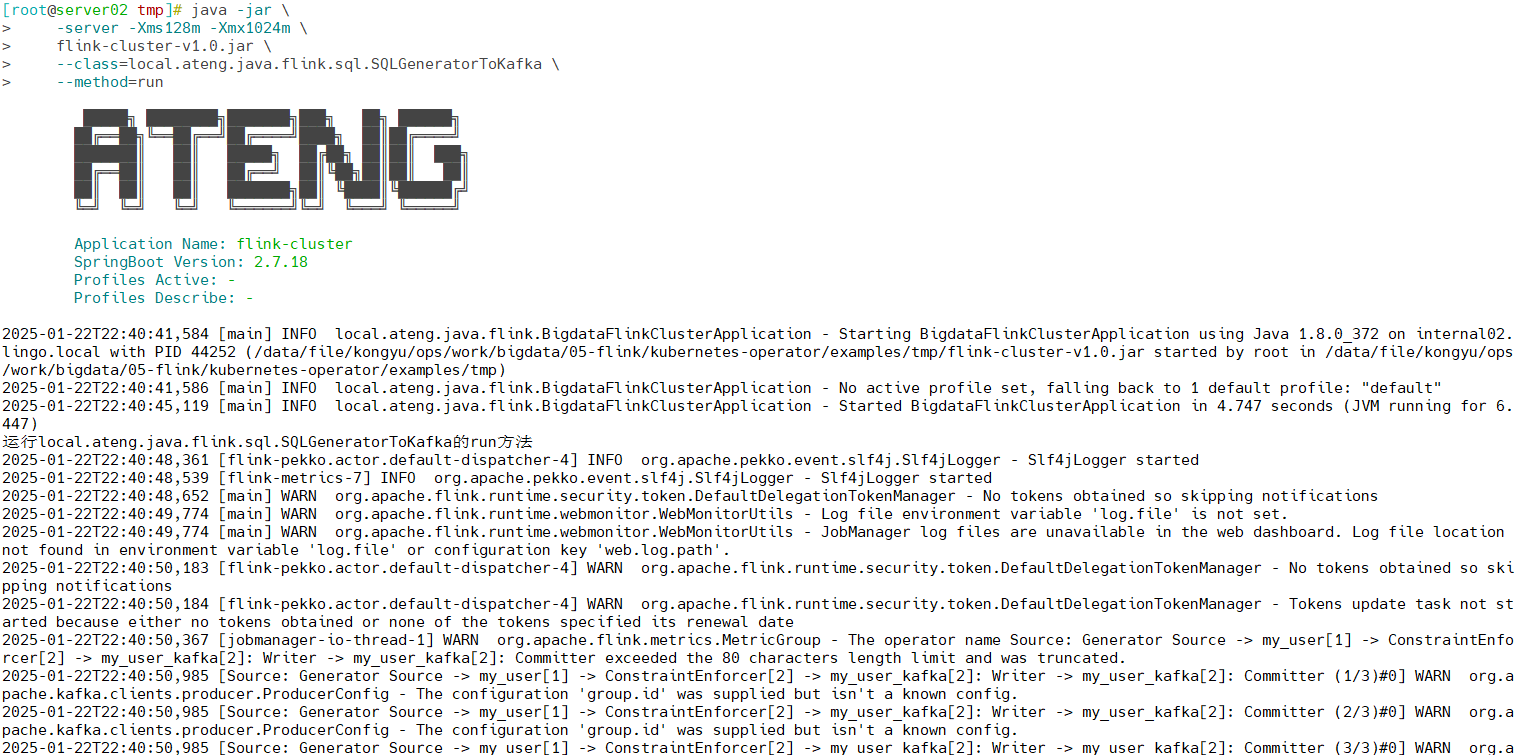 [root@server02 tmp]# java -jar \
>     -server -Xms128m -Xmx1024m \
>     flink-cluster-v1.0.jar \
>     --class=local.ateng.java.flink.sql.SQLGeneratorToKafka \
>     --method=run
ATENG
Application Name: flink-cluster
SpringBoot Version: 2.7.18
Profiles Active: -
Profiles Describe: -
2025-01-22T22:40:41,584 [main] INFO  local.ateng.java.flink.BigdataFlinkClusterApplication - Starting BigdataFlinkClusterApplication using Java 1.8.0_372 on internal02.
lingo.local with PID 44252 (/data/file/kongyu/ops/work/bigdata/05-flink/kubernetes-operator/examples/tmp/flink-cluster-v1.0.jar started by root in /data/file/kongyu/ops
/work/bigdata/05-flink/kubernetes-operator/examples/tmp)
2025-01-22T22:40:41,586 [main] INFO  local.ateng.java.flink.BigdataFlinkClusterApplication - No active profile set, falling back to 1 default profile: "default"
2025-01-22T22:40:45,119 [main] INFO  local.ateng.java.flink.BigdataFlinkClusterApplication - Started BigdataFlinkClusterApplication in 4.747 seconds (JVM running for 6.
447)
运行local.ateng.java.flink.sql.SQLGeneratorToKafka的run方法
2025-01-22T22:40:48,361 [flink-pekko.actor.default-dispatcher-4] INFO  org.apache.pekko.event.slf4j.Slf4jLogger - Slf4jLogger started
2025-01-22T22:40:48,539 [flink-metrics-7] INFO  org.apache.pekko.event.slf4j.Slf4jLogger - Slf4jLogger started
2025-01-22T22:40:48,652 [main] WARN  org.apache.flink.runtime.security.token.DefaultDelegationTokenManager - No tokens obtained so skipping notifications
2025-01-22T22:40:49,774 [main] WARN  org.apache.flink.runtime.webmonitor.WebMonitorUtils - Log file environment variable 'log.file' is not set.
2025-01-22T22:40:49,774 [main] WARN  org.apache.flink.runtime.webmonitor.WebMonitorUtils - JobManager log files are unavailable in the web dashboard. Log file location
not found in environment variable 'log.file' or configuration key 'web.log.path'.
2025-01-22T22:40:50,183 [flink-pekko.actor.default-dispatcher-4] WARN  org.apache.flink.runtime.security.token.DefaultDelegationTokenManager - No tokens obtained so ski
pping notifications
2025-01-22T22:40:50,184 [flink-pekko.actor.default-dispatcher-4] WARN  org.apache.flink.runtime.security.token.DefaultDelegationTokenManager - Tokens update task not st
arted because either no tokens obtained or none of the tokens specified its renewal date
2025-01-22T22:40:50,367 [jobmanager-io-thread-1] WARN  org.apache.flink.metrics.MetricGroup - The operator name Source: Generator Source -> my_user[1] -> ConstraintEnfo
rcer[2] -> my_user_kafka[2]: Writer -> my_user_kafka[2]: Committer exceeded the 80 characters length limit and was truncated.
2025-01-22T22:40:50,985 [Source: Generator Source -> my_user[1] -> ConstraintEnforcer[2] -> my_user_kafka[2]: Writer -> my_user_kafka[2]: Committer (1/3)#0] WARN  org.a
pache.kafka.clients.producer.ProducerConfig - The configuration 'group.id' was supplied but isn't a known config.
2025-01-22T22:40:50,985 [Source: Generator Source -> my_user[1] -> ConstraintEnforcer[2] -> my_user_kafka[2]: Writer -> my_user_kafka[2]: Committer (2/3)#0] WARN  org.a
pache.kafka.clients.producer.ProducerConfig - The configuration 'group.id' was supplied but isn't a known config.
2025-01-22T22:40:50,985 [Source: Generator Source -> my_user[1] -> ConstraintEnforcer[2] -> my_user_kafka[2]: Writer -> my_user_kafka[2]: Committer (3/3)#0] WARN  org.a